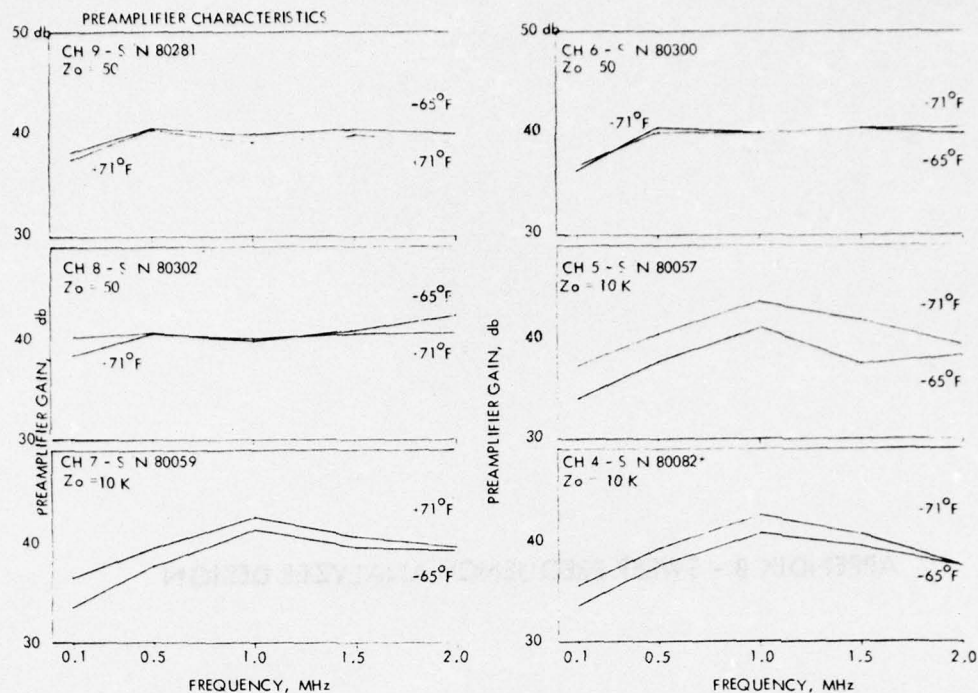 PREAMPLIFIER CHARACTERISTICS
50 db
CH 9 - S N 80281
Zo = 50
-65°F
40
+71°F
+71°F
30
CH 8 - S N 80302
Zo = 50
-65°F
40
+71°F
+71°F
30
CH 7 - S N 80059
Zo = 10 K
+71°F
40
-65°F
30
PREAMPLIFIER GAIN, db
0.1 0.5 1.0 1.5 2.0
FREQUENCY, MHz
50 db
CH 6 - S N 80300
Zo = 50
+71°F
+71°F
40
-65°F
30
CH 5 - S N 80057
Zo = 10 K
+71°F
40
-65°F
30
CH 4 - S N 80082*
Zo = 10 K
+71°F
40
-65°F
30
PREAMPLIFIER GAIN, db
0.1 0.5 1.0 1.5 2.0
FREQUENCY, MHz